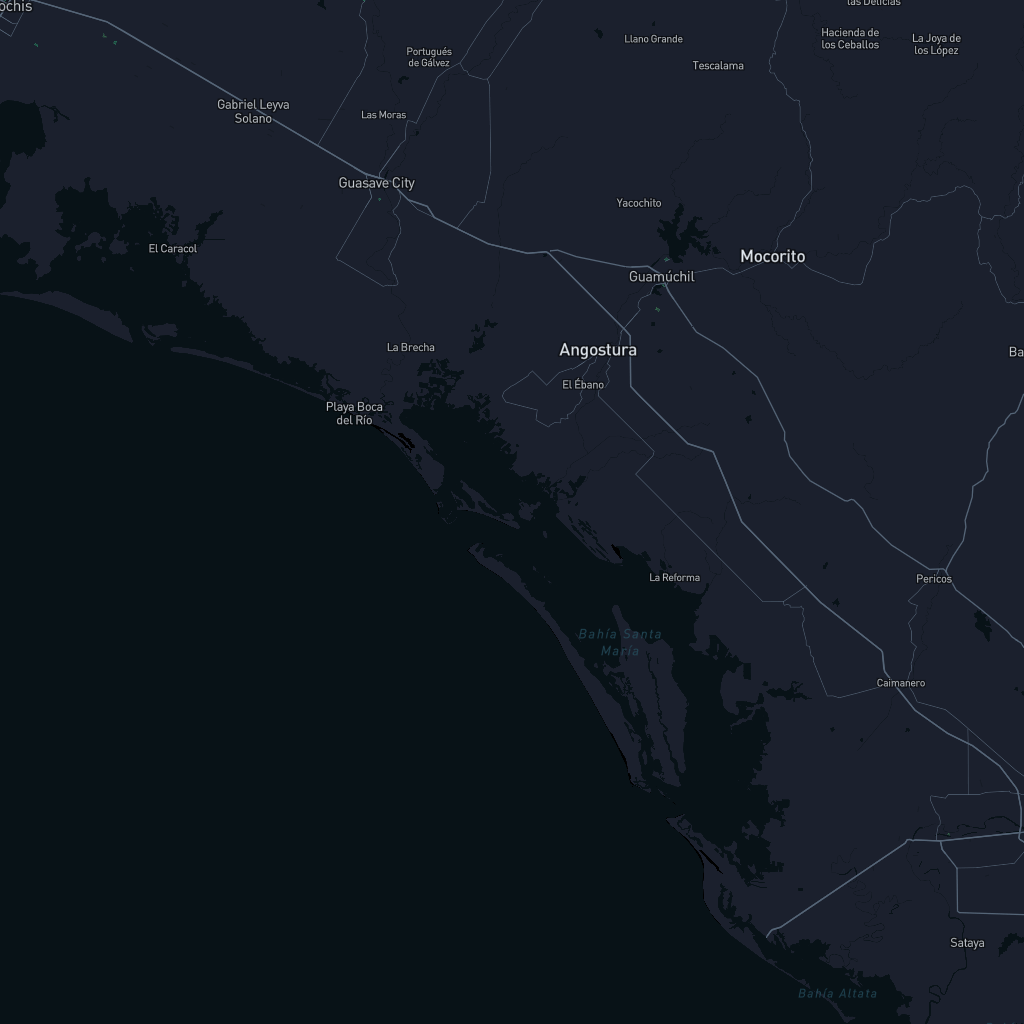 ochis
las Delicias
Portugués
de Gálvez
Llano Grande
Hacienda de
los Ceballos
La Joya de
los López
Tescalama
Gabriel Leyva
Solano
Las Moras
Guasave City
Yacochito
El Caracol
Mocorito
Guamúchil
La Brecha
Angostura
Ba
El Ébano
Playa Boca
del Río
La Reforma
Pericos
Bahía Santa
María
Caimanero
Sataya
Bahía Altata